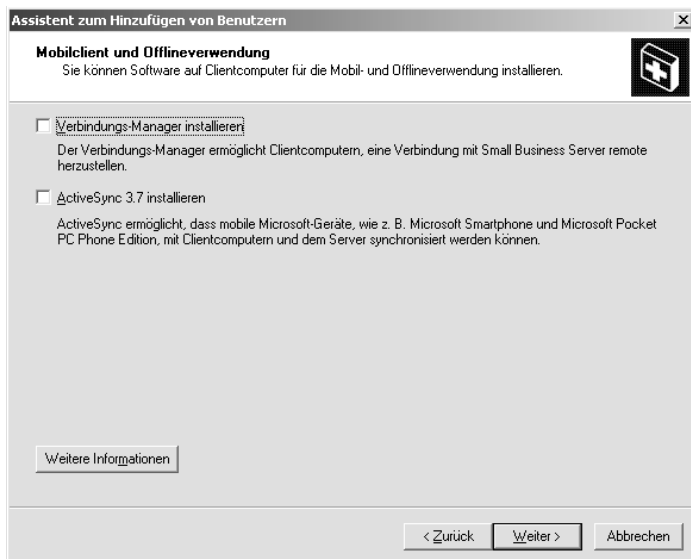 Assistent zum Hinzufügen von Benutzern
Mobilclient und Offlineverwendung
Sie können Software auf Clientcomputer für die Mobil- und Offlineverwendung installieren.
Verbindungs-Manager installieren
Der Verbindungs-Manager ermöglicht Clientcomputern, eine Verbindung mit Small Business Server remote
herzustellen.
ActiveSync 3.7 installieren
ActiveSync ermöglicht, dass mobile Microsoft-Geräte, wie z. B. Microsoft Smartphone und Microsoft Pocket
PC Phone Edition, mit Clientcomputern und dem Server synchronisiert werden können.
Weitere Informationen
< Zurück
Weiter >
Abbrechen